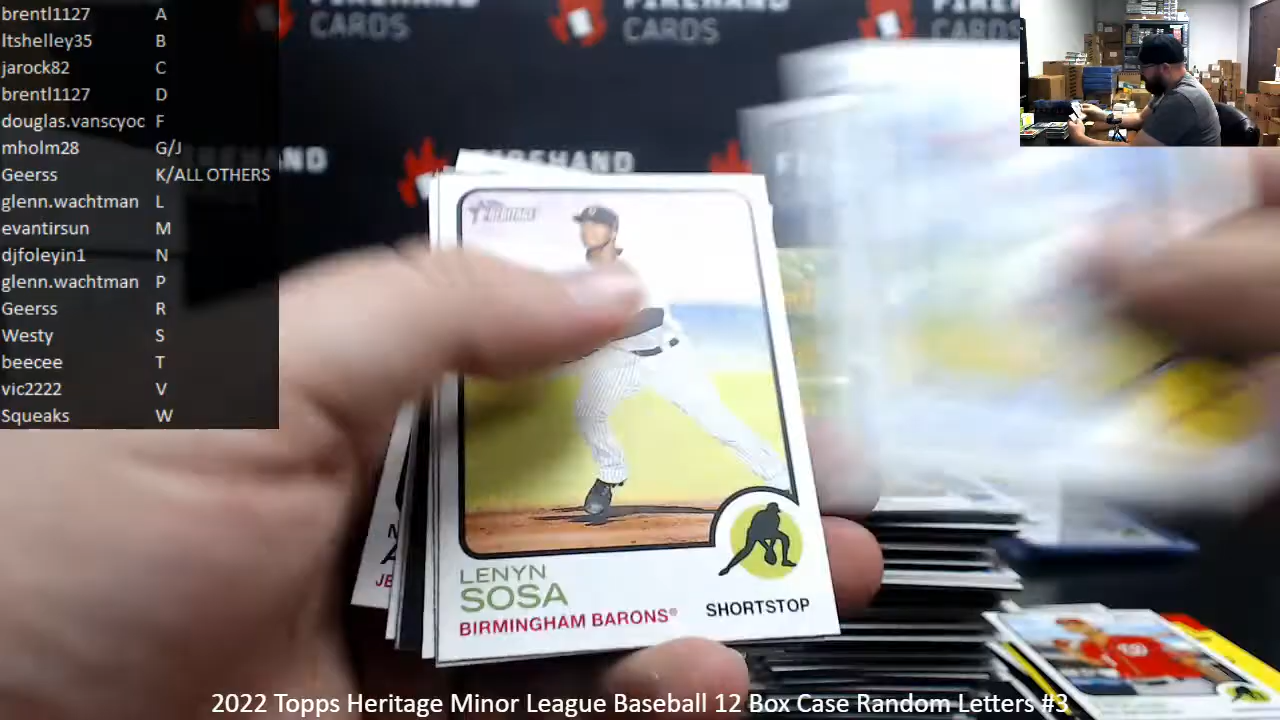 brentl1127 A
ltshelley35 B
jarock82 C
brentl1127 D
douglas.vanscyoc F
mholm28 G/J
Geerss K/ALL OTHERS
glenn.wachtman L
evantirsun M
djfoleyin1 N
glenn.wachtman P
Geerss R
Westy S
beecee T
vic2222 V
Squeaks W
CARDS
FIREHAND
CARDS
CARDS
FIREHAND
HERITAGE
LENYN
SOSA
BIRMINGHAM BARONS®
SHORTSTOP
2022 Topps Heritage Minor League Baseball 12 Box Case Random Letters #3